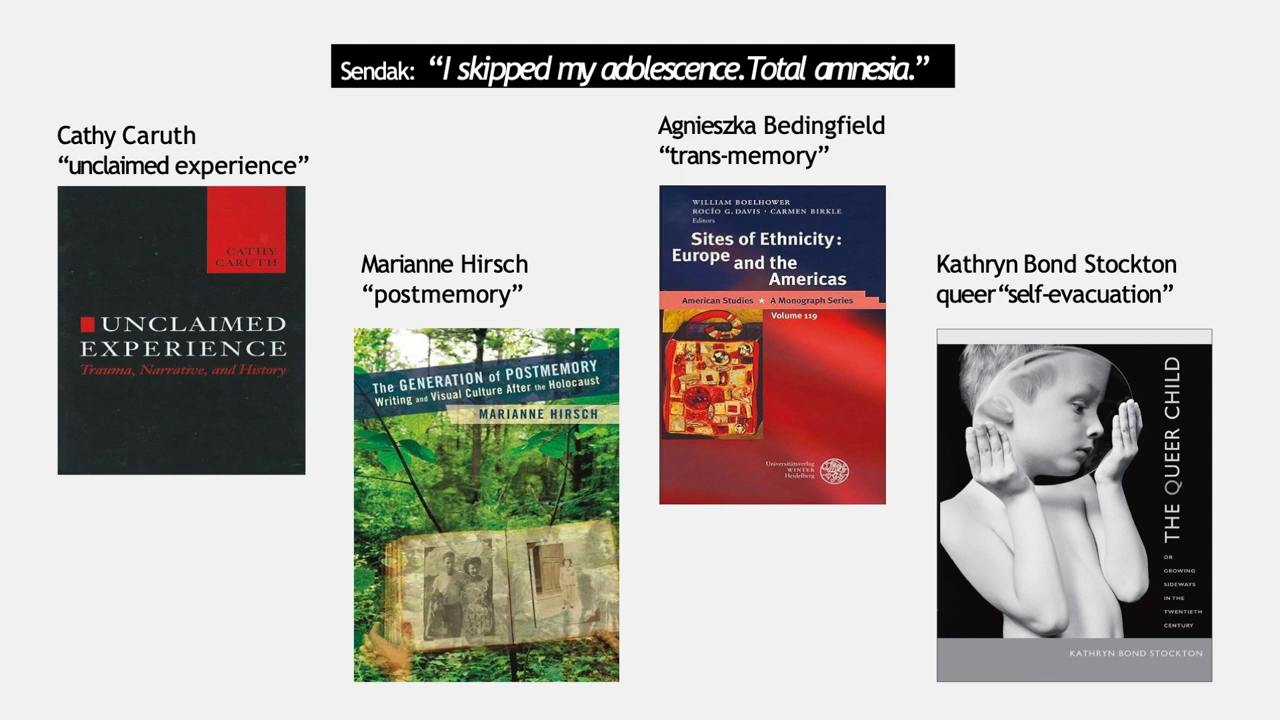 Sendak: “I skipped my adolescence. Total amnesia.”
Cathy Caruth
“unclaimed experience”
CATHY
CARUTH
UNCLAIMED
EXPERIENCE
Trauma, Narrative, and History
Marianne Hirsch
“postmemory”
The GENERATION of POSTMEMORY
Writing and Visual Culture After the Holocaust
MARIANNE HIRSCH
Agnieszka Bedingfield
“trans-memory”
WILLIAM BOELHOWER
ROCÍO G. DAVIS · CARMEN BIRKLE
Editors
Sites of Ethnicity:
Europe and the
Americas
American Studies ★ A Monograph Series
Volume 119
Universitätsverlag
WINTER
Heidelberg
Kathryn Bond Stockton
queer “self-evacuation”
THE QUEER CHILD
OR
GROWING
SIDEWAYS
IN THE
TWENTIETH
CENTURY
KATHRYN BOND STOCKTON